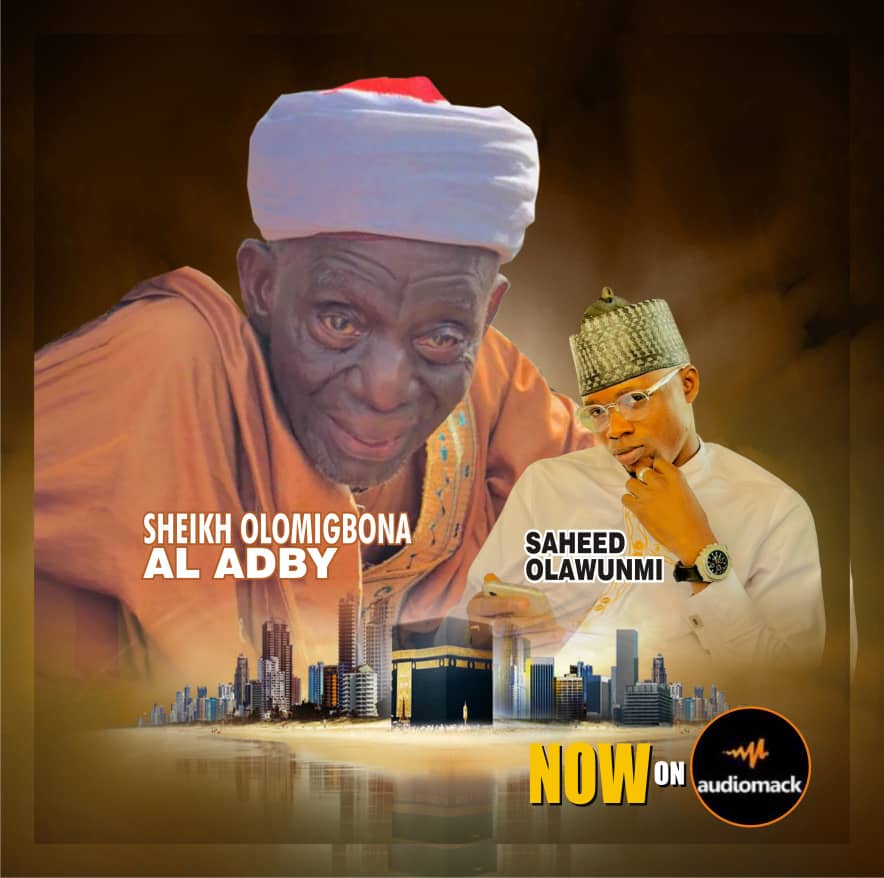 SHEIKH OLOMIGBONA
AL ADBY
SAHEED
OLAWUNMI
NOW ON
audiomack